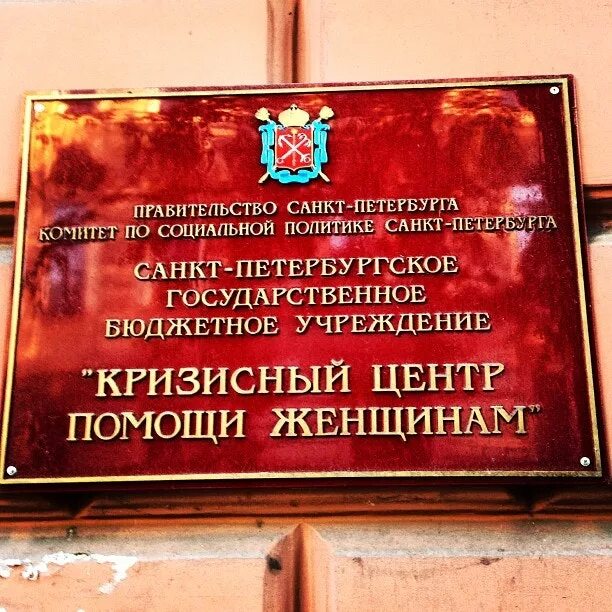 ПРАВИТЕЛЬСТВО САНКТ-ПЕТЕРБУРГА
КОМИТЕТ ПО СОЦИАЛЬНОЙ ПОЛИТИКЕ САНКТ-ПЕТЕРБУРГА
САНКТ-ПЕТЕРБУРГСКОЕ
ГОСУДАРСТВЕННОЕ
БЮДЖЕТНОЕ УЧРЕЖДЕНИЕ
"КРИЗИСНЫЙ ЦЕНТР
ПОМОЩИ ЖЕНЩИНАМ"